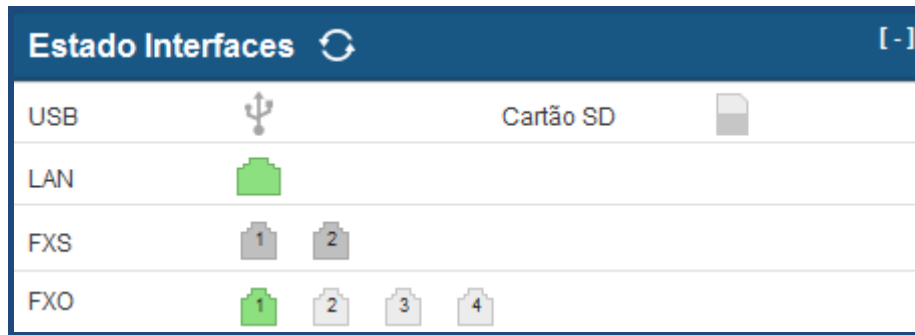 Estado Interfaces [ - ]
USB Cartão SD
LAN
FXS 1 2
FXO 1 2 3 4